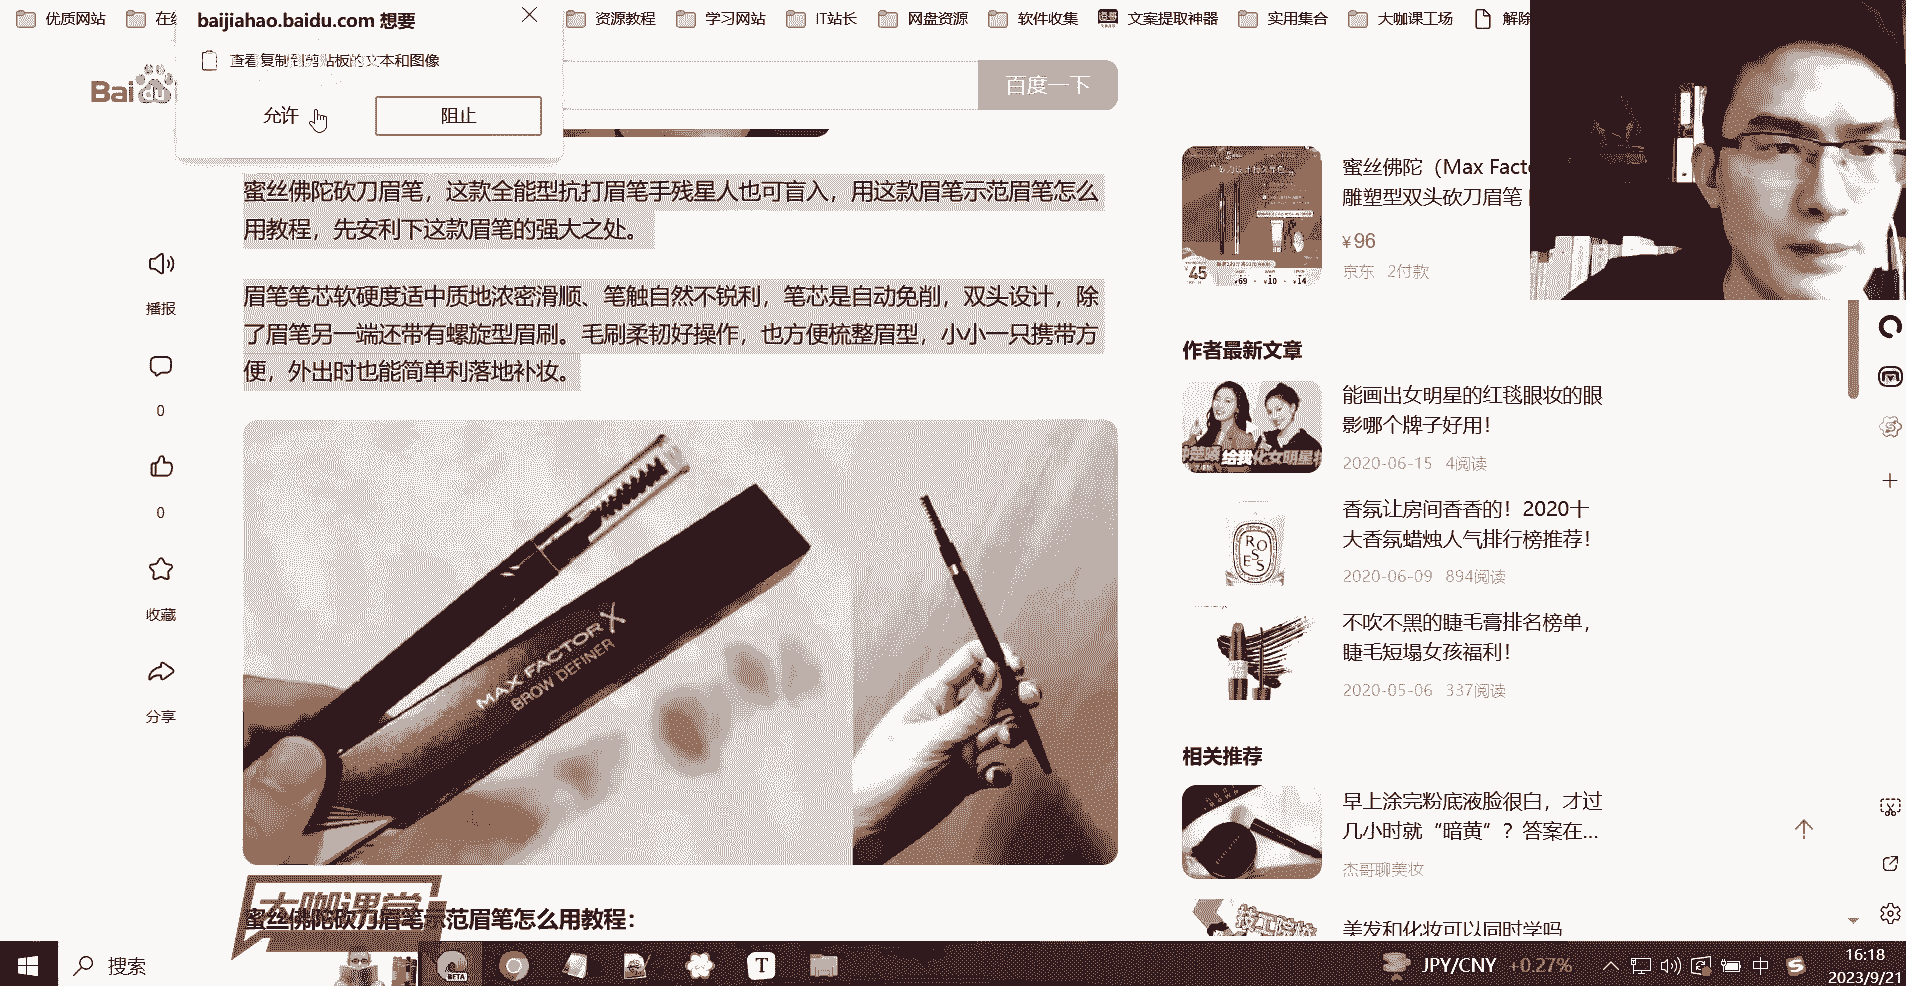 优质网站
资源教程
学习网站
IT站长
网盘资源
软件收集
文案提取神器
实用集合
大咖课工场
解除
baijiahao.baidu.com 想要
查看复制到剪贴板的文本和图像
允许
阻止
Bai du
百度一下
蜜丝佛陀砍刀眉笔，这款全能型抗打眉笔手残星人也可盲入，用这款眉笔示范眉笔怎么
用教程，先安利下这款眉笔的强大之处。
眉笔笔芯软硬度适中质地浓密滑顺、笔触自然不锐利，笔芯是自动免削，双头设计，除
了眉笔另一端还带有螺旋型眉刷。毛刷柔韧好操作，也方便梳整眉型，小小一只携带方
便，外出时也能简单利落地补妆。
播报
0
0
收藏
分享
MAX FACTOR X
BROW DEFINER
大咖课堂
蜜丝佛陀砍刀眉笔示范眉笔怎么用教程：
蜜丝佛陀（Max Facto
雕塑型双头砍刀眉笔
¥96
京东 2付款
45
¥69
¥10
¥14
作者最新文章
能画出女明星的红毯眼妆的眼
影哪个牌子好用！
2020-06-15 4阅读
给我化女明星
香氛让房间香香的！2020十
大香氛蜡烛人气排行榜推荐！
2020-06-09 894阅读
ROSES
不吹不黑的睫毛膏排名榜单，
睫毛短塌女孩福利！
2020-05-06 337阅读
相关推荐
早上涂完粉底液脸很白，才过
几小时就“暗黄”？答案在...
杰哥聊美妆
美发和化妆可以同时学吗
搜索
BETA
T
JPY/CNY +0.27%
中
16:18
2023/9/21